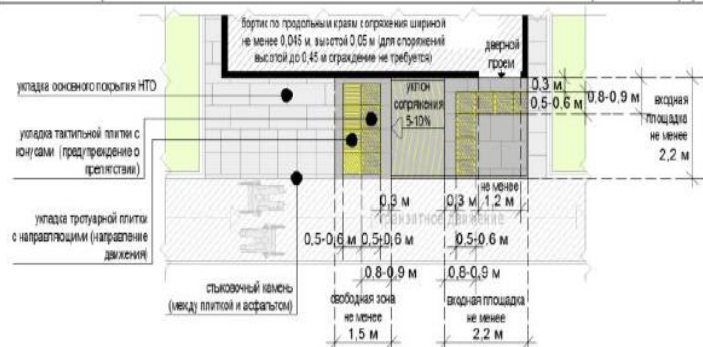 бортик по продольным краям сопряжения шириной
не менее 0,045 м, высотой 0.05 м (для сопряжений
высотой до 0,45 м ограждение не требуется)
дверной
проем
укладка основного покрытия НТО
уклон
сопряжения
5-10%
0.3 м
0,5-0,6 м
0,8-0,9 м
входная
площадка
не менее
2,2 м
укладка тактильной плитки с
конусами (предупреждение о
препятствии)
укладка тротуарной плитки
с направляющими (направление
движения)
не менее
0,3 м
0,3 м
1,2 м
транзитное движение
0,5-0,6 м
0,5-0,6 м
0,5-0,6 м
0,8-0,9 м
0,8-0,9 м
стыковочный камень
(между плиткой и асфальтом)
свободная зона
не менее
1,5 м
входная площадка
не менее
2,2 м